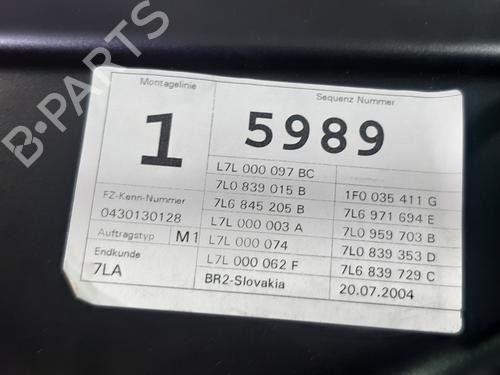 B-PARTS
Montagelinie
1
Sequenz Nummer
5989
FZ-Kenn-Nummer
0430130128
Auftragstyp M1
Endkunde
7LA
L7L 000 097 BC
7L0 839 015 B
7L6 845 205 B
L7L 000 003 A
L7L 000 074
L7L 000 062 F
BR2-Slovakia
1F0 035 411 G
7L6 971 694 E
7L0 959 703 B
7L0 839 353 D
7L6 839 729 C
20.07.2004